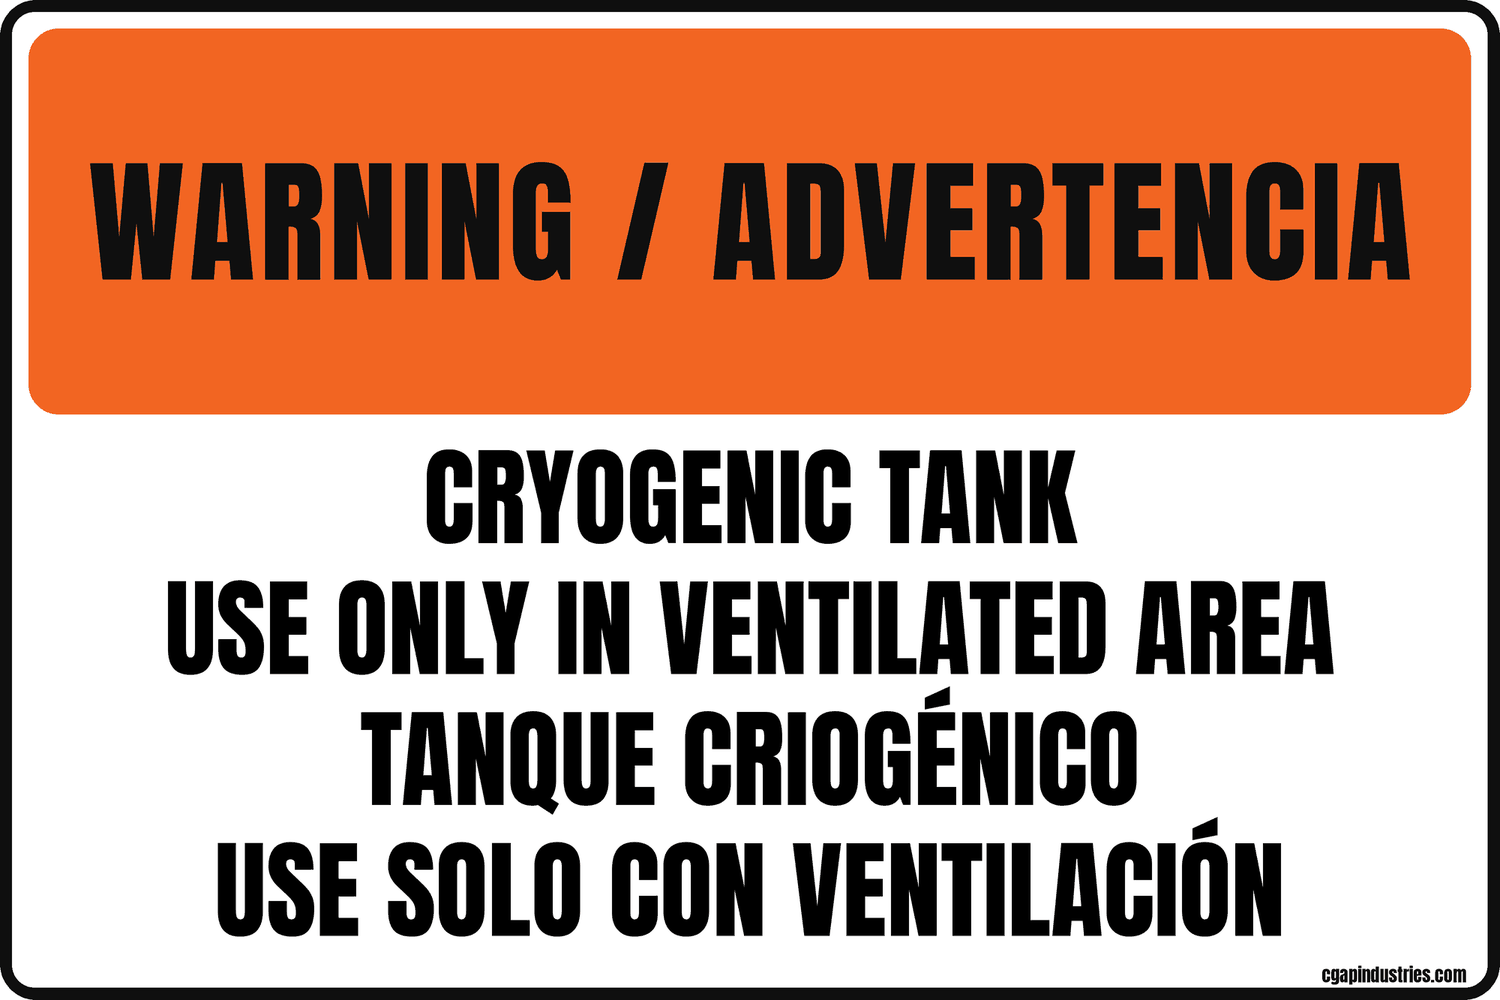 WARNING / ADVERTENCIA
CRYOGENIC TANK
USE ONLY IN VENTILATED AREA
TANQUE CRIOGÉNICO
USE SOLO CON VENTILACIÓN
cgapindustries.com